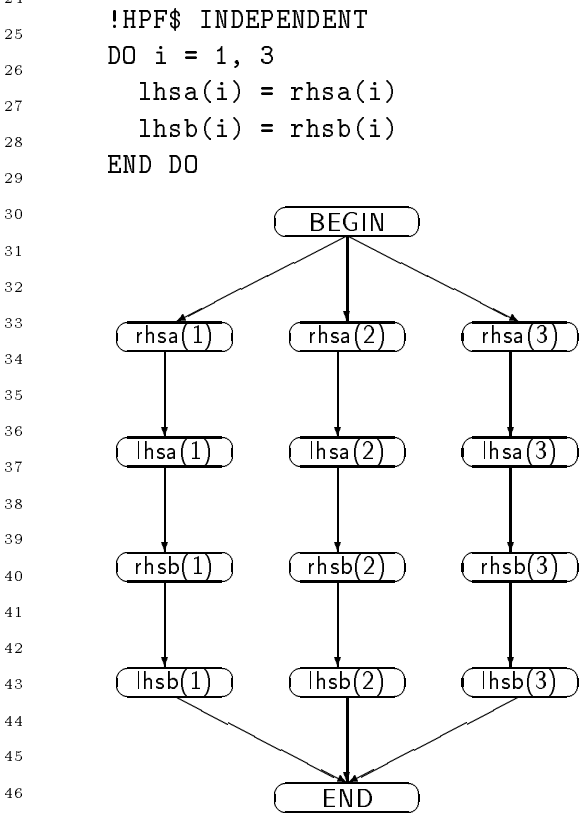 24
25 !HPF$ INDEPENDENT
26 DO i = 1, 3
27 lhsa(i) = rhsa(i)
28 lhsb(i) = rhsb(i)
29 END DO
30 BEGIN
31
32
33 rhsa(1) rhsa(2) rhsa(3)
34
35
36
37 lhsa(1) lhsa(2) lhsa(3)
38
39
40 rhsb(1) rhsb(2) rhsb(3)
41
42
43 lhsb(1) lhsb(2) lhsb(3)
44
45
46 END